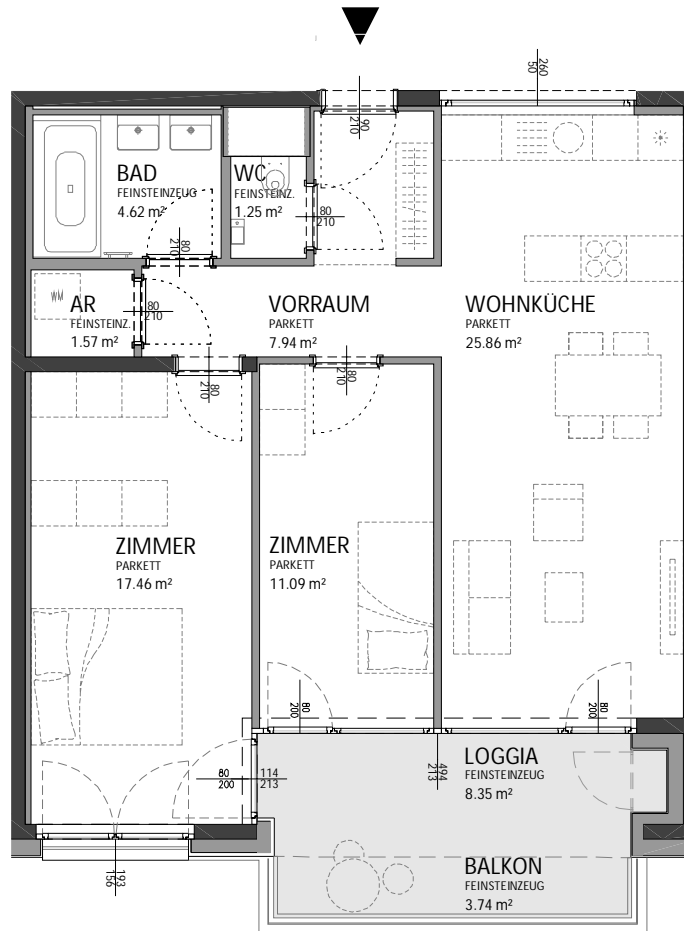 260
50
90
210
BAD
FEINSTEINZEUG
4.62 m²
WC
FEINSTEINZ.
1.25 m²
80
210
80
210
AR
FEINSTEINZ.
1.57 m²
WM
80
210
VORRAUM
PARKETT
7.94 m²
WOHNKÜCHE
PARKETT
25.86 m²
80
210
80
210
ZIMMER
PARKETT
17.46 m²
ZIMMER
PARKETT
11.09 m²
80
200
80
200
80
200
114
213
494
213
LOGGIA
FEINSTEINZEUG
8.35 m²
BALKON
FEINSTEINZEUG
3.74 m²
193
156